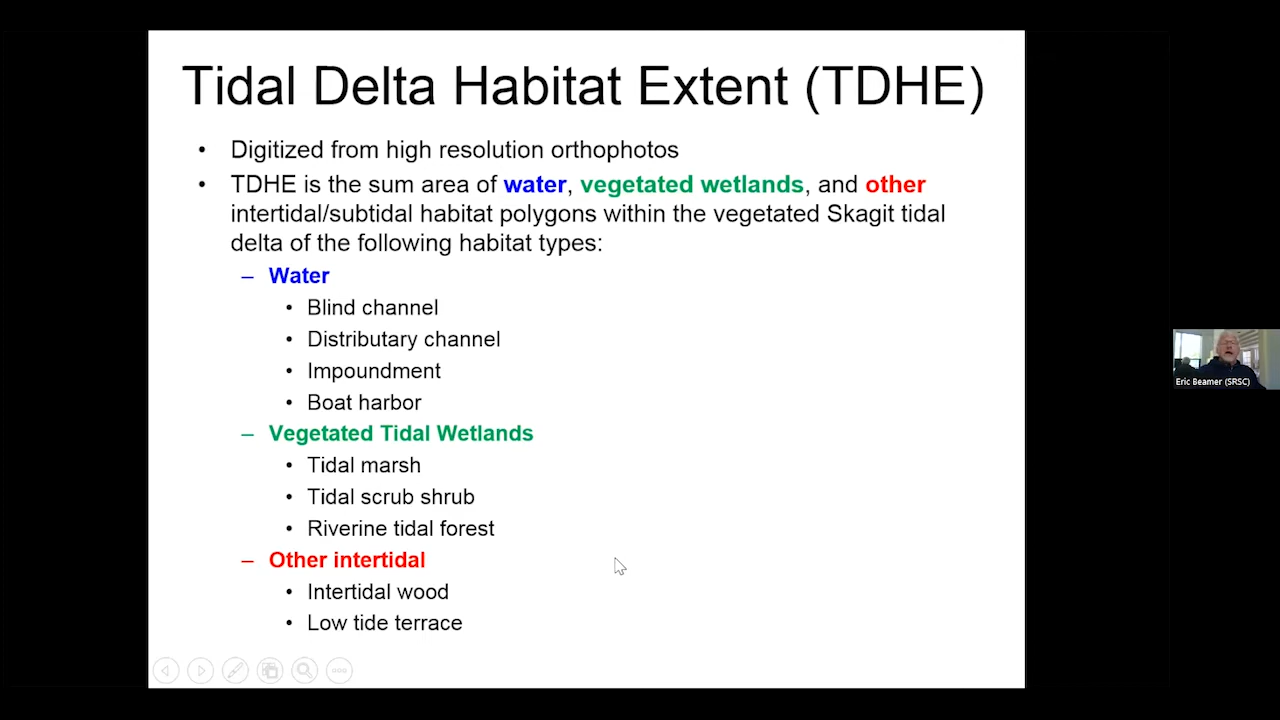 Tidal Delta Habitat Extent (TDHE)
• Digitized from high resolution orthophotos
• TDHE is the sum area of water, vegetated wetlands, and other
intertidal/subtidal habitat polygons within the vegetated Skagit tidal
delta of the following habitat types:
– Water
• Blind channel
• Distributary channel
• Impoundment
• Boat harbor
– Vegetated Tidal Wetlands
• Tidal marsh
• Tidal scrub shrub
• Riverine tidal forest
– Other intertidal
• Intertidal wood
• Low tide terrace
Eric Beamer (SRSC)